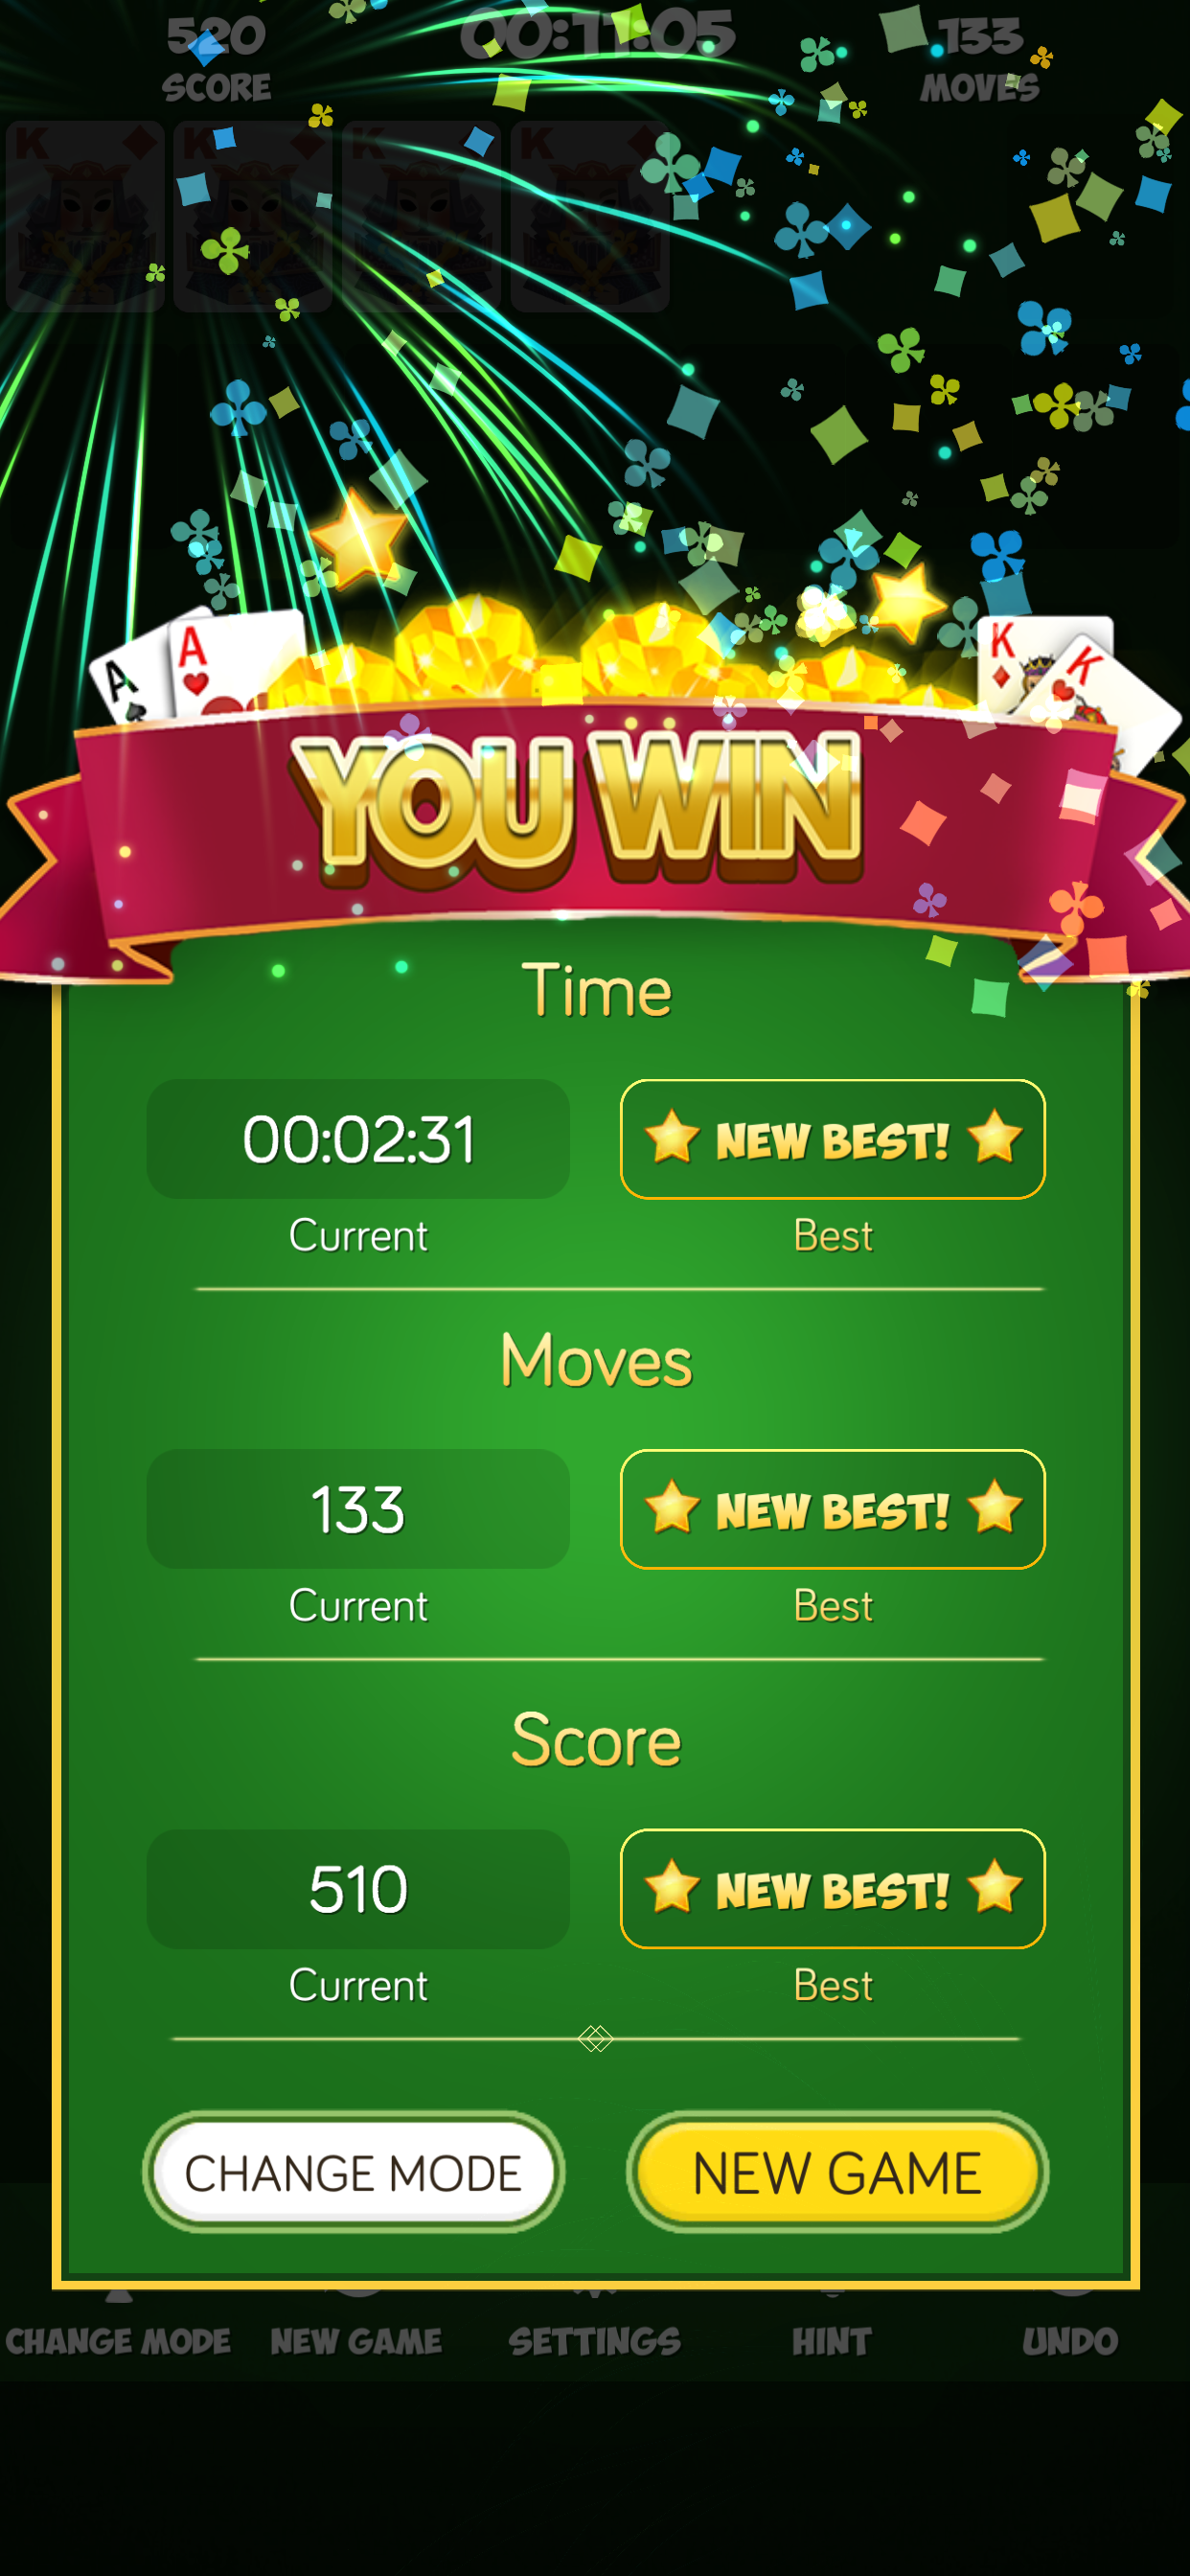 520
00:11:05
133
SCORE
MOVES
K K K K
A A K K
YOU WIN
Time
00:02:31
NEW BEST!
Current
Best
Moves
133
NEW BEST!
Current
Best
Score
510
NEW BEST!
Current
Best
CHANGE MODE
NEW GAME
CHANGE MODE
NEW GAME
SETTINGS
HINT
UNDO